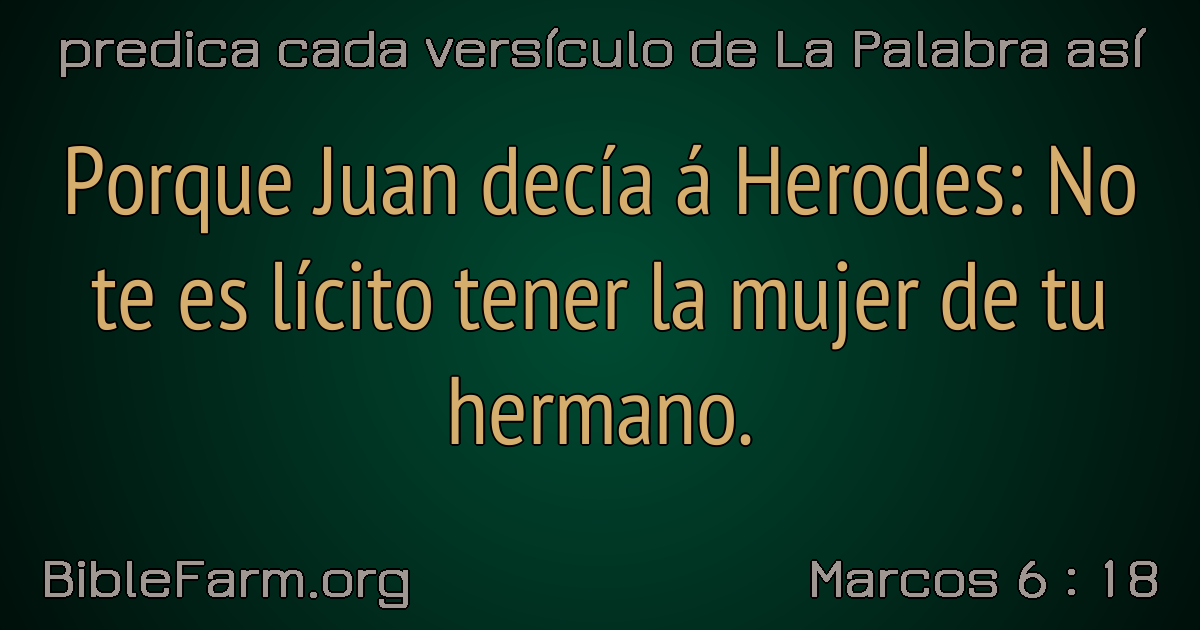 predica cada versículo de La Palabra así
Porque Juan decía á Herodes: No
te es lícito tener la mujer de tu
hermano.
BibleFarm.org
Marcos 6 : 18